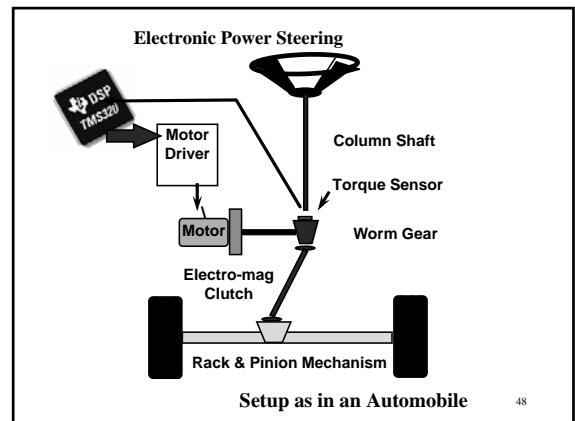 Electronic Power Steering
DSP
TMS320
Motor
Driver
Column Shaft
Torque Sensor
Motor
Worm Gear
Electro-mag
Clutch
Rack & Pinion Mechanism
Setup as in an Automobile
48